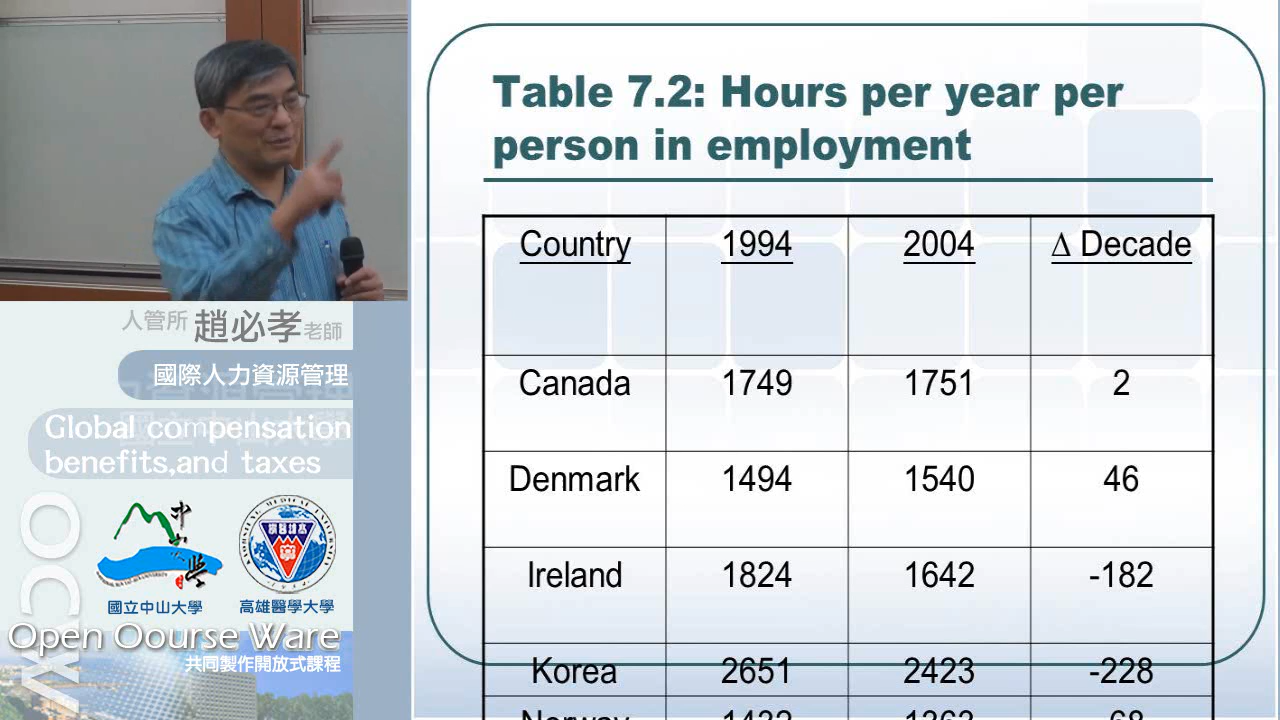 人管所 趙必孝 老師
國際人力資源管理
Global compensation
benefits,and taxes
國立中山大學
高雄醫學大學
Open Oourse Ware
共同製作開放式課程
OCW
Table 7.2: Hours per year per
person in employment
Country 1994 2004 ∆ Decade
Canada 1749 1751 2
Denmark 1494 1540 46
Ireland 1824 1642 -182
Korea 2651 2423 -228